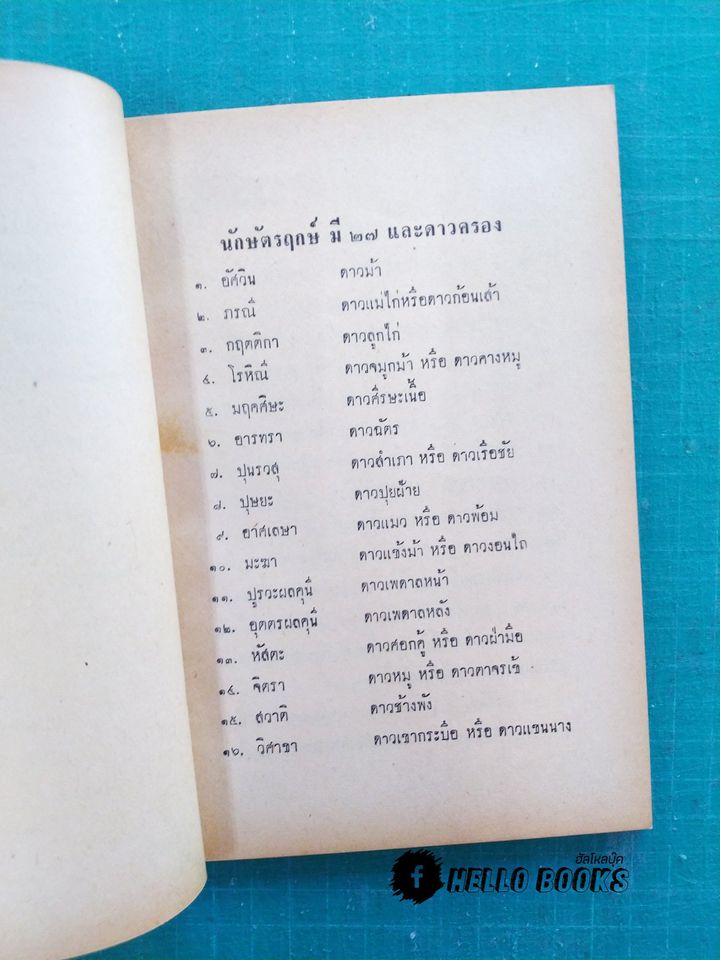 นักษัตรฤกษ์ มี ๒๗ และดาวครอง
๑. อัศวิน ดาวม้า
๒. ภรณี ดาวแม่ไก่หรือดาวก้อนเส้า
๓. กฤตติกา ดาวลูกไก่
๔. โรหิณี ดาวจมูกม้า หรือ ดาวคางหมู
๕. มฤคศิษะ ดาวศีรษะเนื้อ
๖. อารทรา ดาวฉัตร
๗. ปุนรวสุ ดาวสำเภา หรือ ดาวเรือชัย
๘. ปุษยะ ดาวปุยฝ้าย
๙. อาศเลษา ดาวแมว หรือ ดาวพ้อม
๑๐. มะฆา ดาวแข้งม้า หรือ ดาวงอนไถ
๑๑. ปูรวะผลคุนี ดาวเพดาลหน้า
๑๒. อุตตรผลคุนี ดาวเพดาลหลัง
๑๓. หัสตะ ดาวศอกคู้ หรือ ดาวฝ่ามือ
๑๔. จิตรา ดาวหมู หรือ ดาวตาจรเข้
๑๕. สวาติ ดาวช้างพัง
๑๖. วิศาขา ดาวเขากระบือ หรือ ดาวแขนนาง
ฮัลโหลบุ๊ค
f HELLO BOOKS